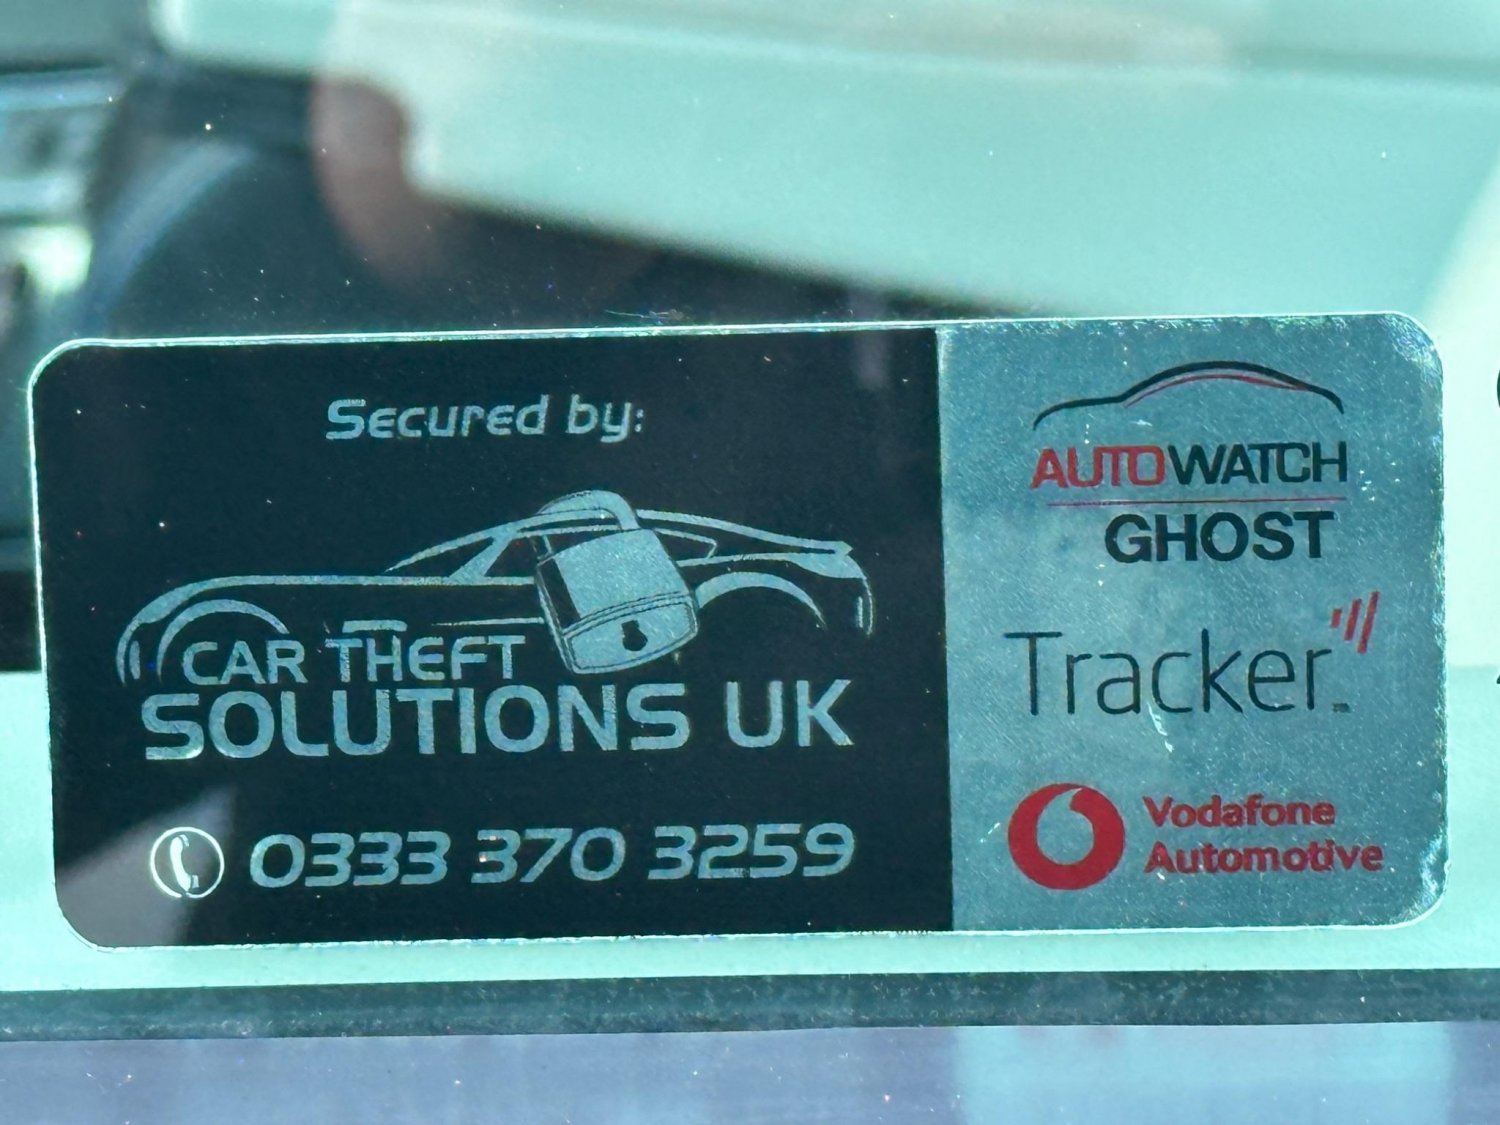 Secured by:
CAR THEFT
SOLUTIONS UK
0333 370 3259
AUTOWATCH
GHOST
Tracker
Vodafone
Automotive